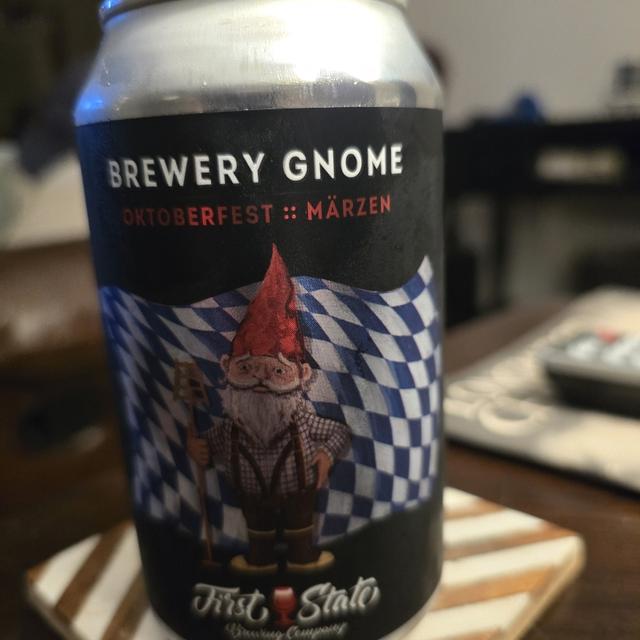 BREWERY GNOME
OKTOBERFEST :: MÄRZEN
First State
Brewing Company